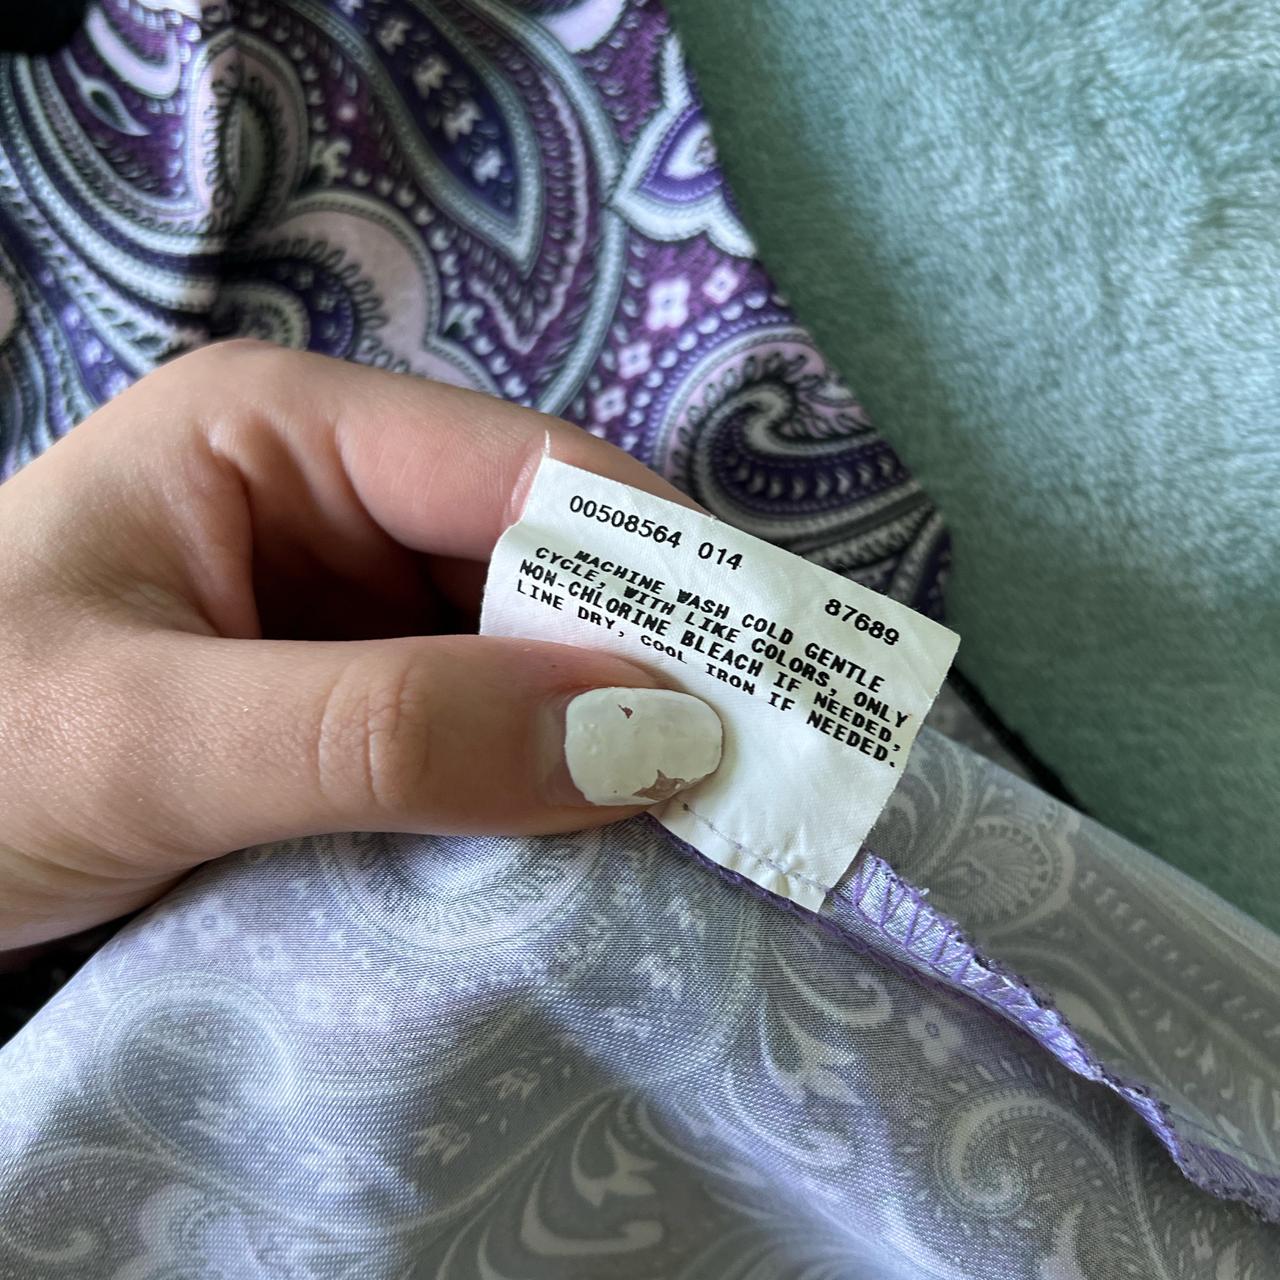 00508564 014
87689
MACHINE WASH COLD GENTLE
CYCLE, WITH LIKE COLORS, ONLY
NON-CHLORINE BLEACH IF NEEDED,
LINE DRY, COOL IRON IF NEEDED.